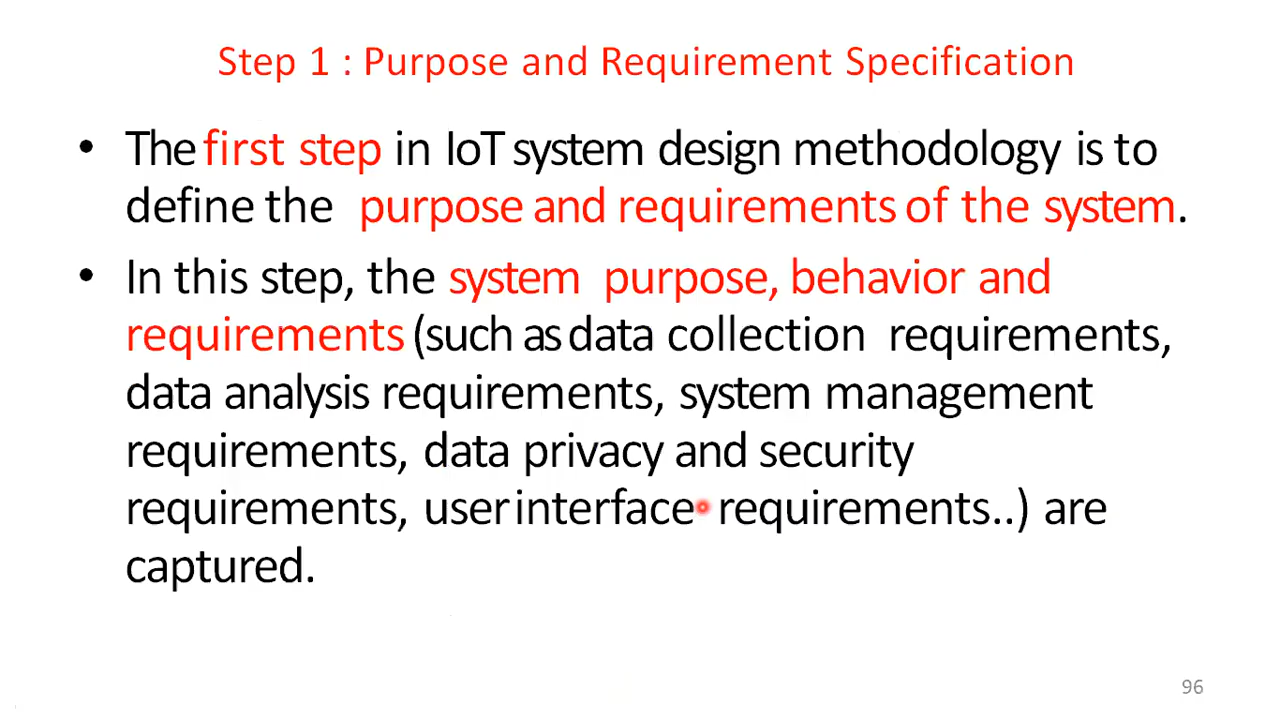 Step 1 : Purpose and Requirement Specification
• The first step in IoT system design methodology is to
define the purpose and requirements of the system.
• In this step, the system purpose, behavior and
requirements (such as data collection requirements,
data analysis requirements, system management
requirements, data privacy and security
requirements, user interface requirements..) are
captured.
96